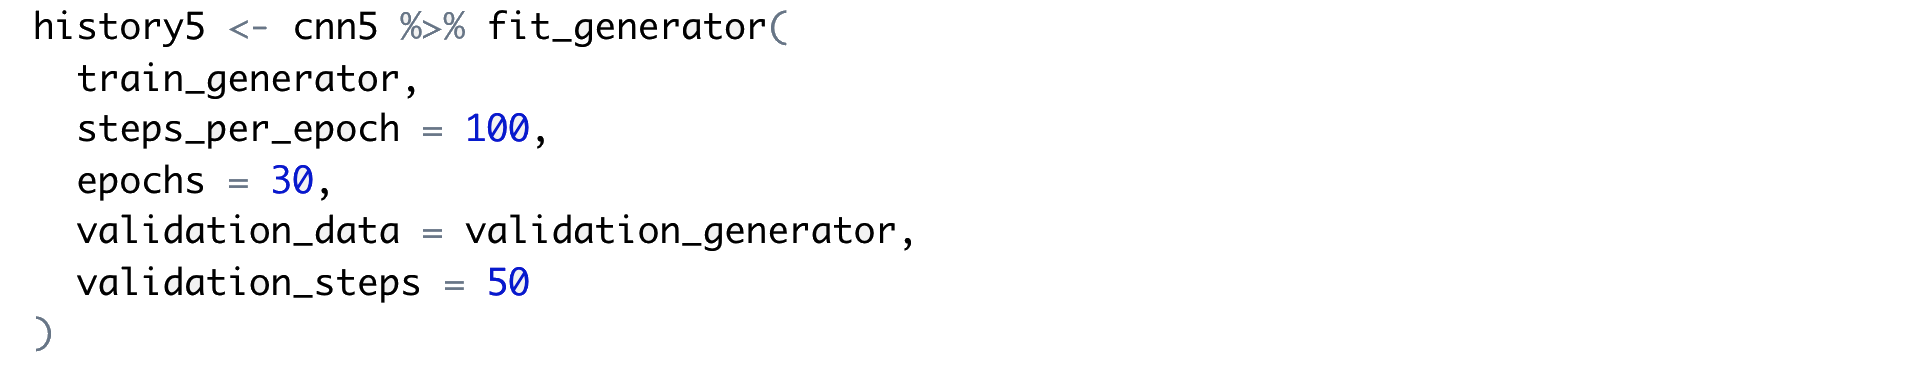 history5 <- cnn5 %>% fit_generator(
  train_generator,
  steps_per_epoch = 100,
  epochs = 30,
  validation_data = validation_generator,
  validation_steps = 50
)